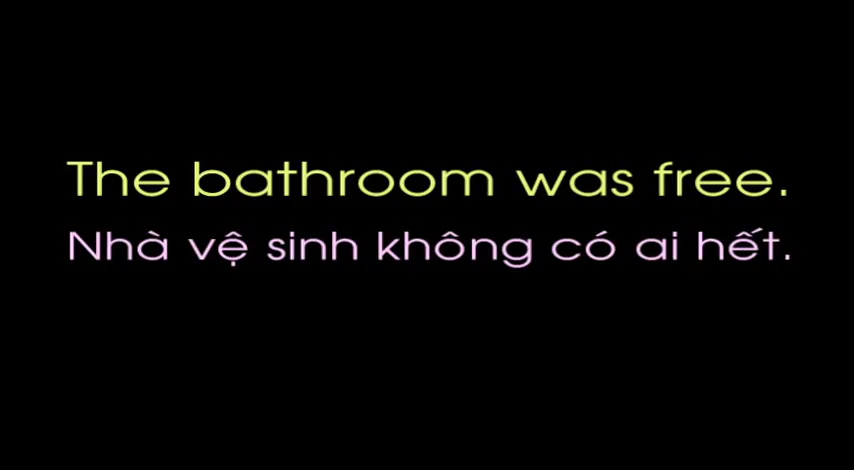 The bathroom was free.
Nhà vệ sinh không có ai hết.